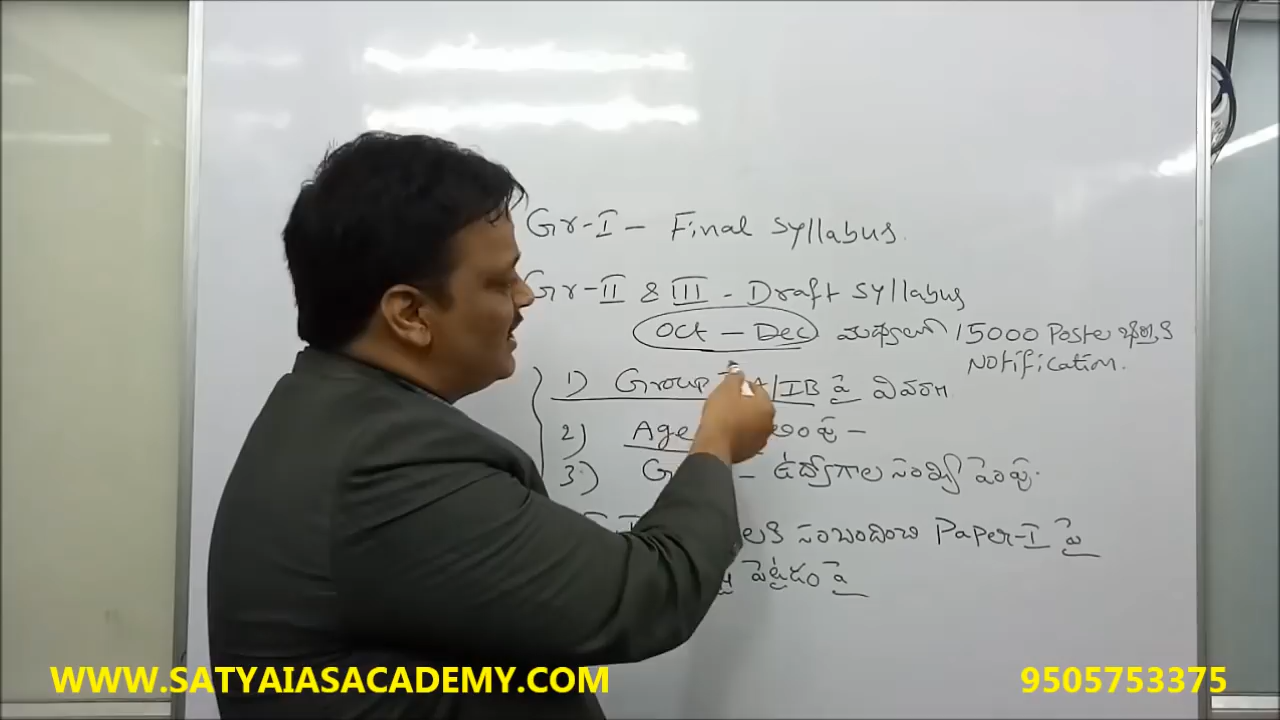 Gr-I - Final syllabus.
Gr-II & III - Draft syllabus
Oct - Dec మధ్యలో 15000 Posts భర్తీకి
Notification.
1) Group IA/IB పై వివరణ
2) Age పెంపు -
3) - ఉద్యోగాల సంఖ్య పెంపు.
లకి సంబందించి Paper-I పై
పెట్టడం పై
WWW.SATYAIASACADEMY.COM
9505753375